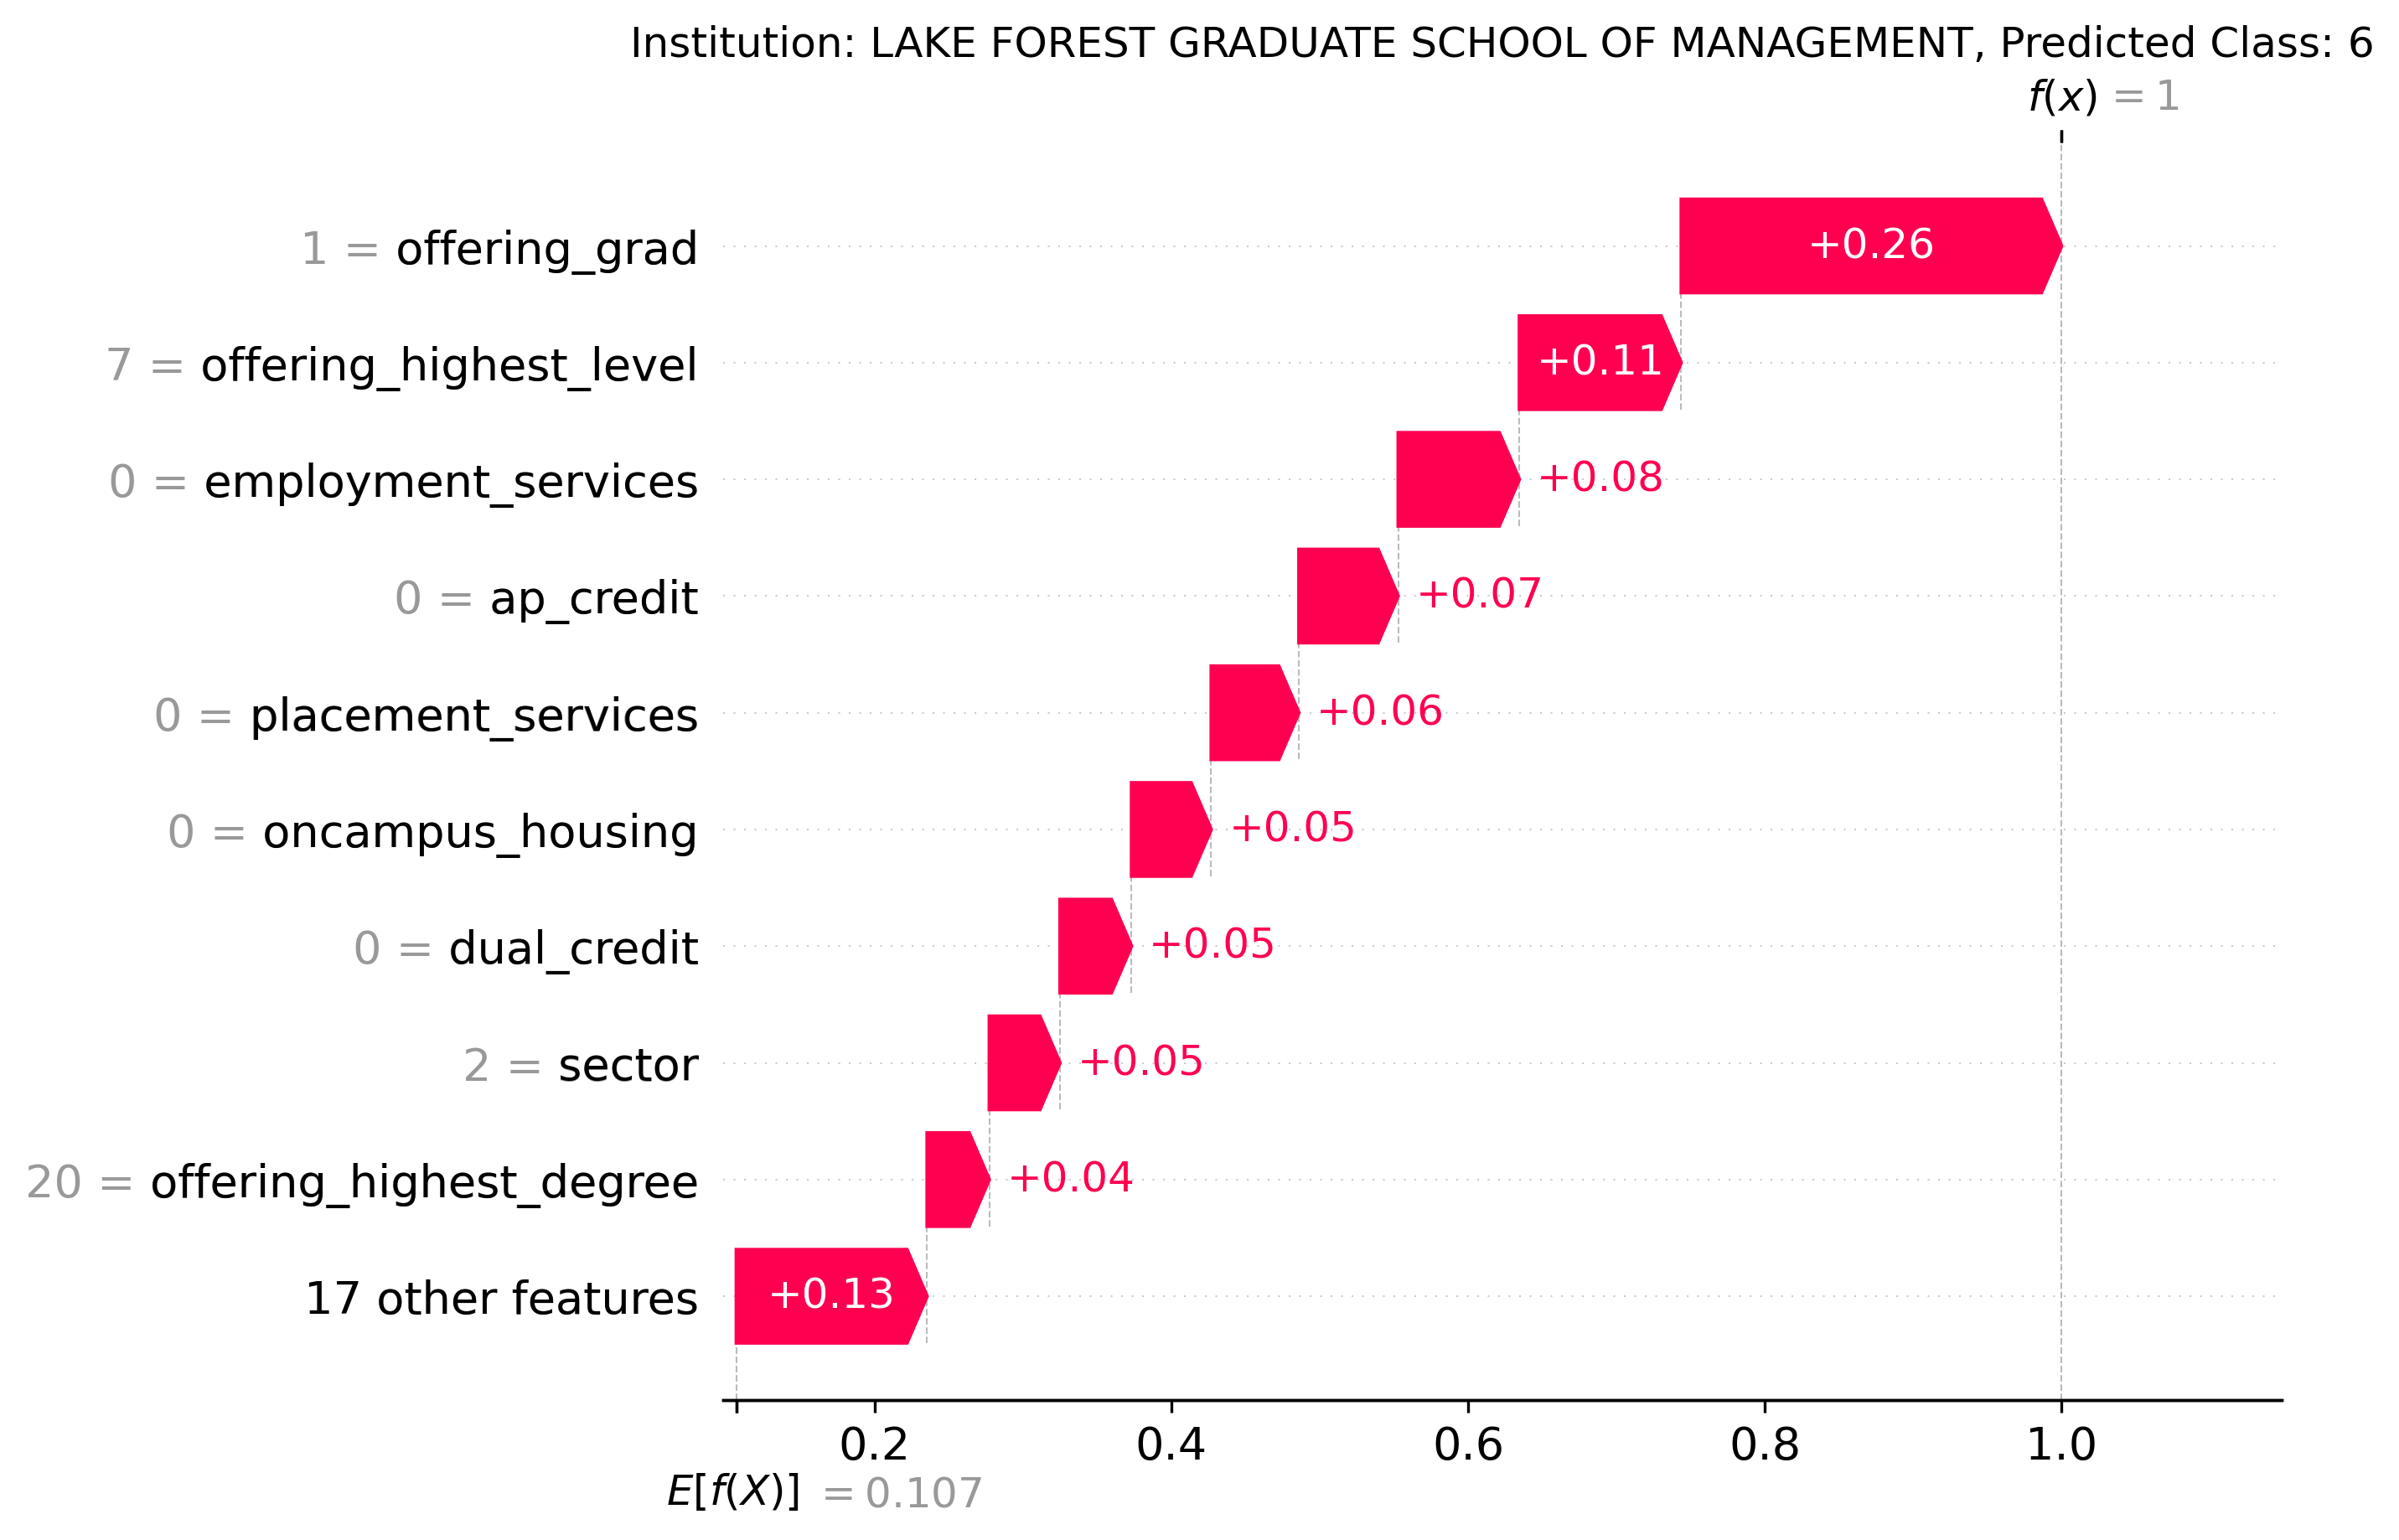 Institution: LAKE FOREST GRADUATE SCHOOL OF MANAGEMENT, Predicted Class: 6
f(x) = 1
1 = offering_grad +0.26
7 = offering_highest_level +0.11
0 = employment_services +0.08
0 = ap_credit +0.07
0 = placement_services +0.06
0 = oncampus_housing +0.05
0 = dual_credit +0.05
2 = sector +0.05
20 = offering_highest_degree +0.04
17 other features +0.13
0.2 0.4 0.6 0.8 1.0
E[f(X)] = 0.107